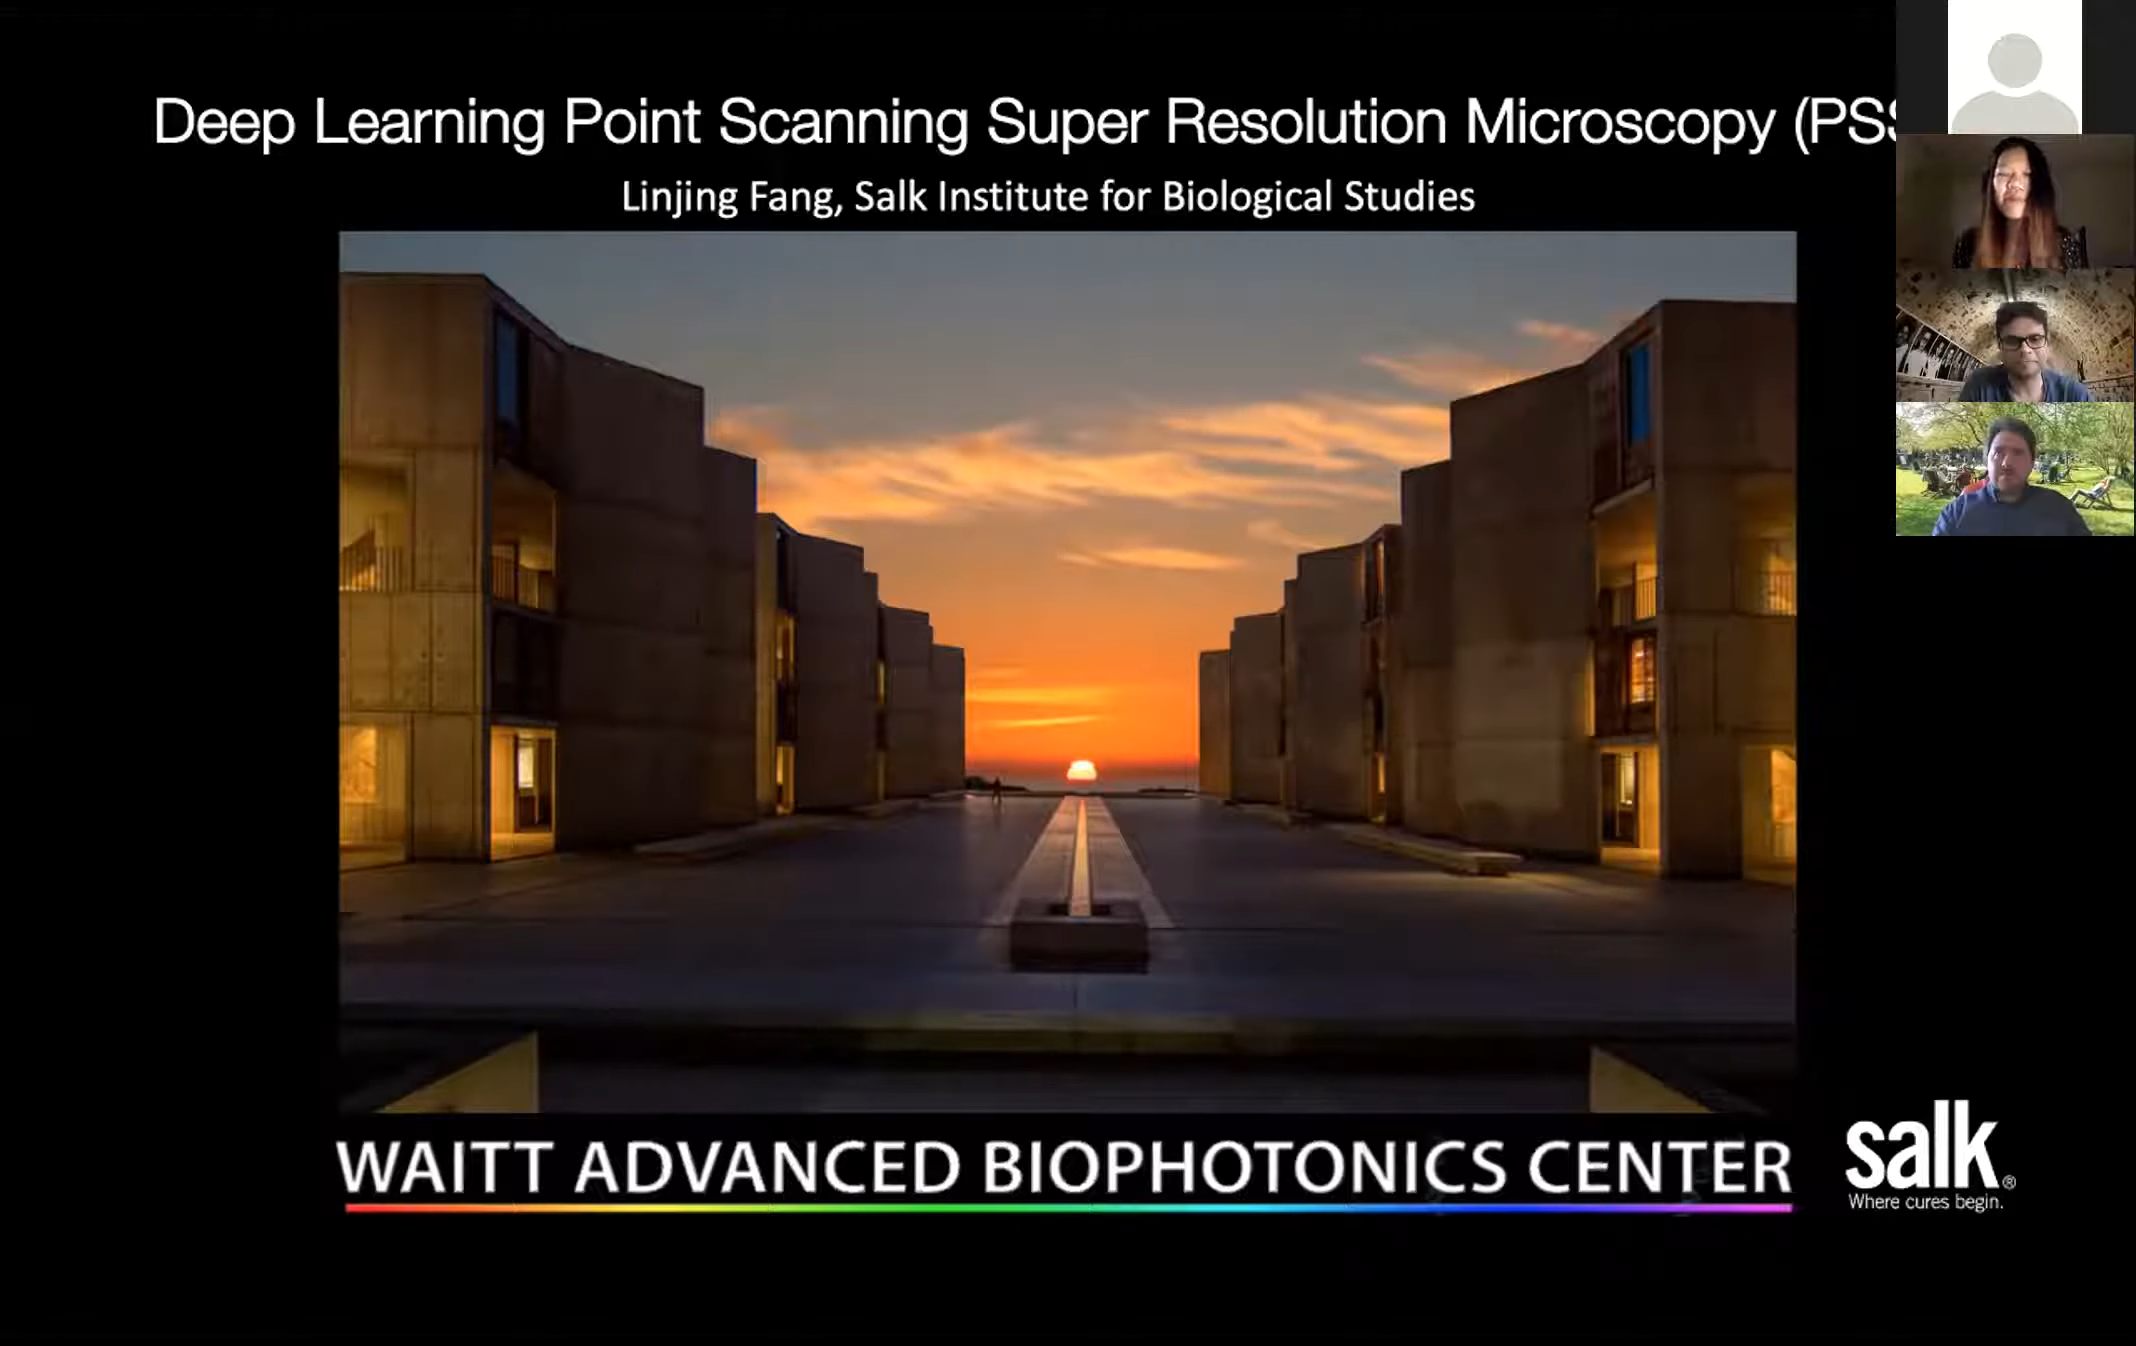 Deep Learning Point Scanning Super Resolution Microscopy (PSS
Linjing Fang, Salk Institute for Biological Studies
WAITT ADVANCED BIOPHOTONICS CENTER
salk®
Where cures begin.